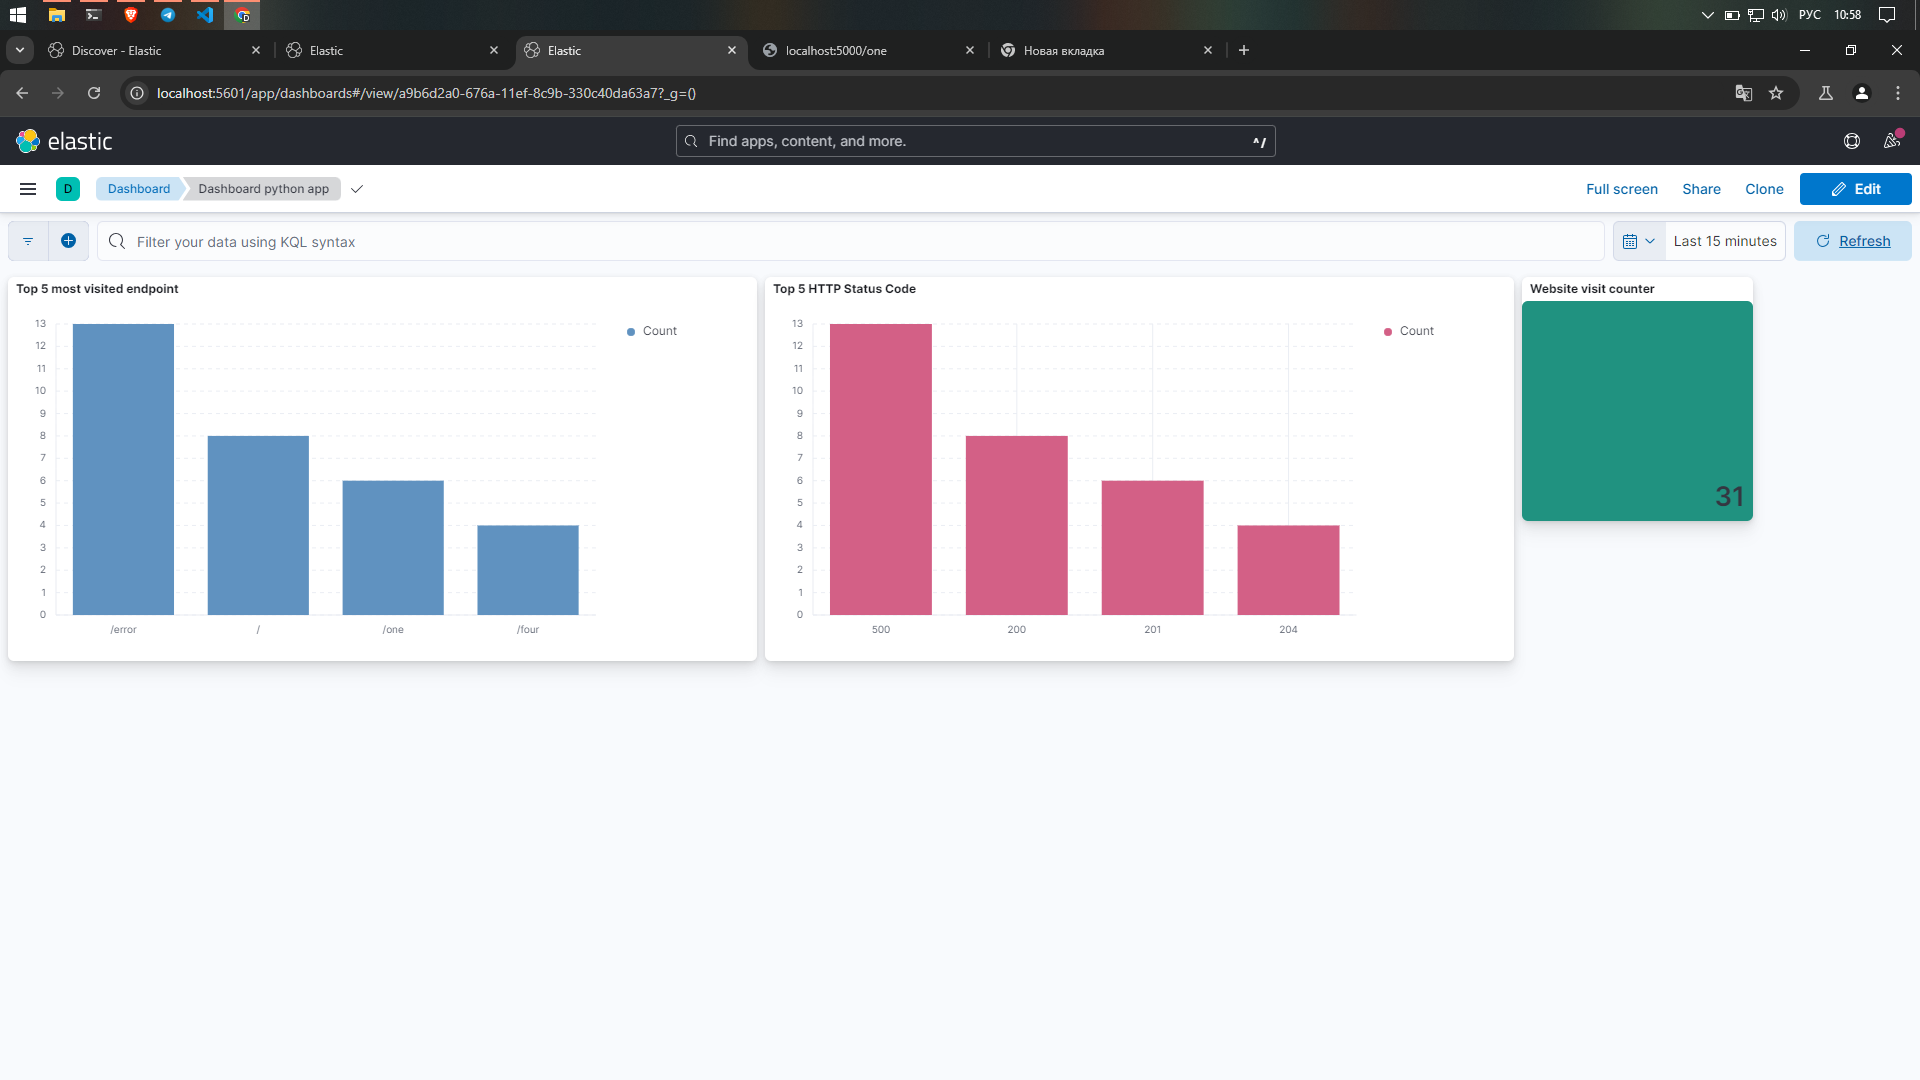 РУС 10:58
Discover - Elastic
Elastic
Elastic
localhost:5000/one
Новая вкладка
localhost:5601/app/dashboards#/view/a9b6d2a0-676a-11ef-8c9b-330c40da63a7?_g=()
elastic
Find apps, content, and more.
^/
D
Dashboard
Dashboard python app
Full screen
Share
Clone
Edit
Filter your data using KQL syntax
Last 15 minutes
Refresh
Top 5 most visited endpoint
13
12
11
10
9
8
7
6
5
4
3
2
1
0
/error
/
/one
/four
Count
Top 5 HTTP Status Code
13
12
11
10
9
8
7
6
5
4
3
2
1
0
500
200
201
204
Count
Website visit counter
31